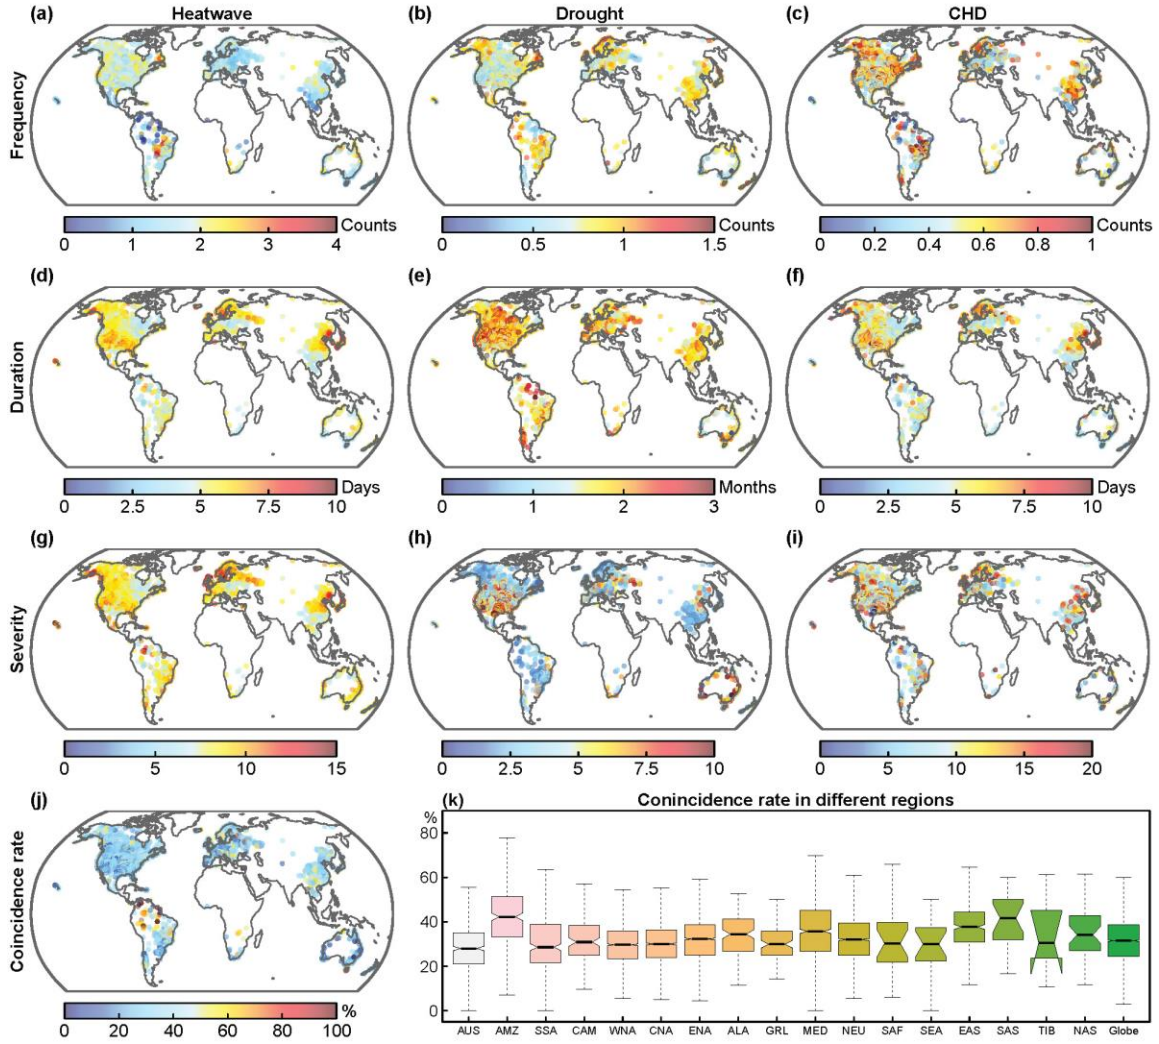 (a) Heatwave (b) Drought (c) CHD
Frequency
0 1 2 3 4 Counts 0 0.5 1 1.5 Counts 0 0.2 0.4 0.6 0.8 1 Counts
(d) (e) (f)
Duration
0 2.5 5 7.5 10 Days 0 1 2 3 Months 0 2.5 5 7.5 10 Days
(g) (h) (i)
Severity
0 5 10 15 0 2.5 5 7.5 10 0 5 10 15 20
(j)
Coincidence rate
0 20 40 60 80 100 %
(k) Conincidence rate in different regions
%
80
60
40
20
0
AUS AMZ SSA CAM WNA CNA ENA ALA GRL MED NEU SAF SEA EAS SAS TIB NAS Globe